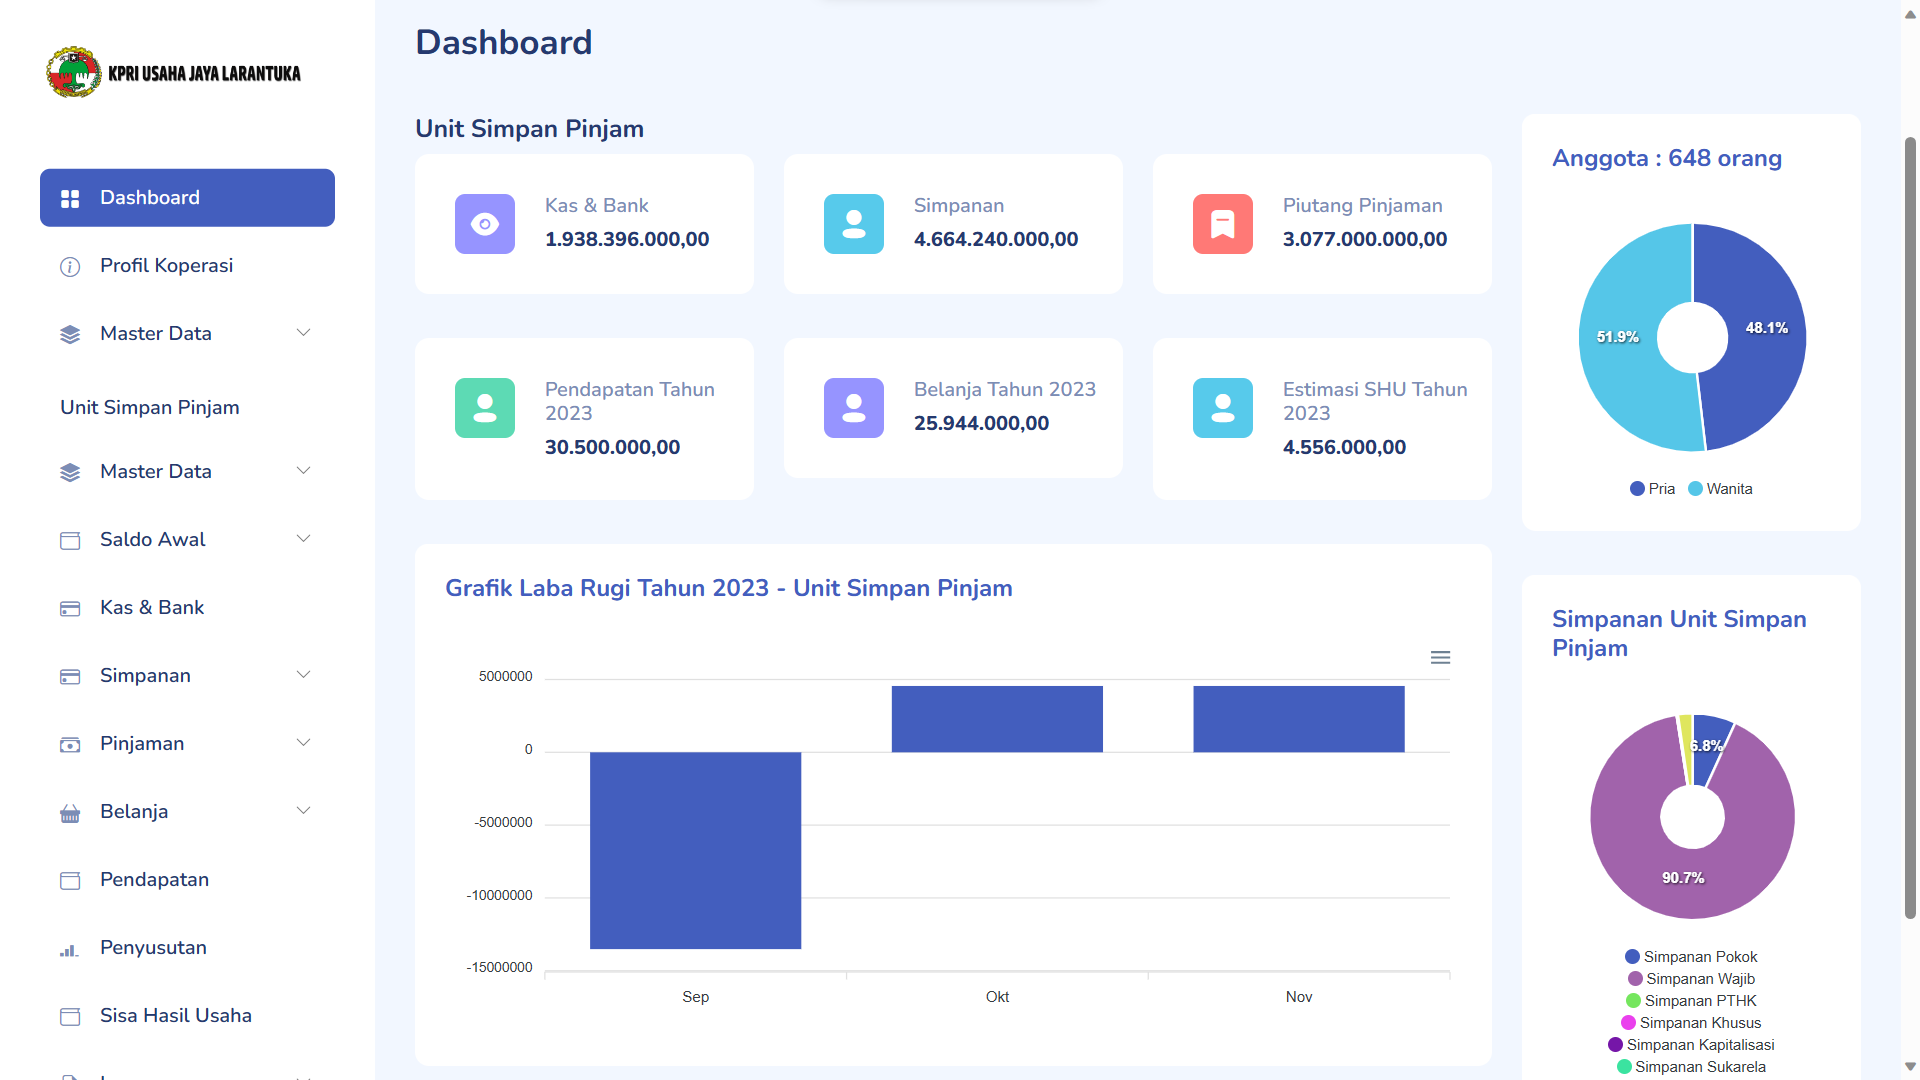 KPRI USAHA JAYA LARANTUKA
Dashboard
Profil Koperasi
Master Data
Unit Simpan Pinjam
Master Data
Saldo Awal
Kas & Bank
Simpanan
Pinjaman
Belanja
Pendapatan
Penyusutan
Sisa Hasil Usaha
Dashboard
Unit Simpan Pinjam
Kas & Bank
1.938.396.000,00
Simpanan
4.664.240.000,00
Piutang Pinjaman
3.077.000.000,00
Pendapatan Tahun
2023
30.500.000,00
Belanja Tahun 2023
25.944.000,00
Estimasi SHU Tahun
2023
4.556.000,00
Grafik Laba Rugi Tahun 2023 - Unit Simpan Pinjam
5000000
0
-5000000
-10000000
-15000000
Sep
Okt
Nov
Anggota : 648 orang
51.9%
48.1%
Pria
Wanita
Simpanan Unit Simpan
Pinjam
6.8%
90.7%
Simpanan Pokok
Simpanan Wajib
Simpanan PTHK
Simpanan Khusus
Simpanan Kapitalisasi
Simpanan Sukarela